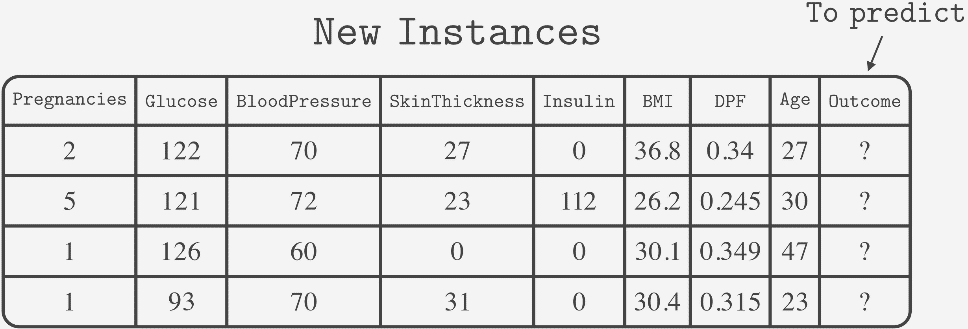 To predict
New Instances
Pregnancies Glucose BloodPressure SkinThickness Insulin BMI DPF Age Outcome
2 122 70 27 0 36.8 0.34 27 ?
5 121 72 23 112 26.2 0.245 30 ?
1 126 60 0 0 30.1 0.349 47 ?
1 93 70 31 0 30.4 0.315 23 ?